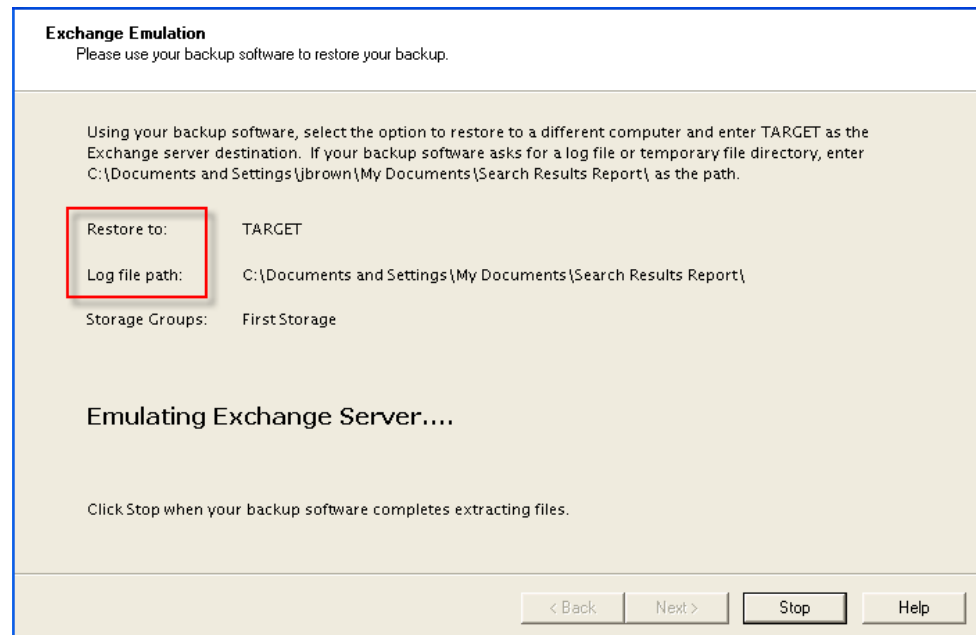 Exchange Emulation
Please use your backup software to restore your backup.
Using your backup software, select the option to restore to a different computer and enter TARGET as the
Exchange server destination. If your backup software asks for a log file or temporary file directory, enter
C:\Documents and Settings\jbrown\My Documents\Search Results Report\ as the path.
Restore to: TARGET
Log file path: C:\Documents and Settings\My Documents\Search Results Report\
Storage Groups: First Storage
Emulating Exchange Server....
Click Stop when your backup software completes extracting files.
< Back Next > Stop Help